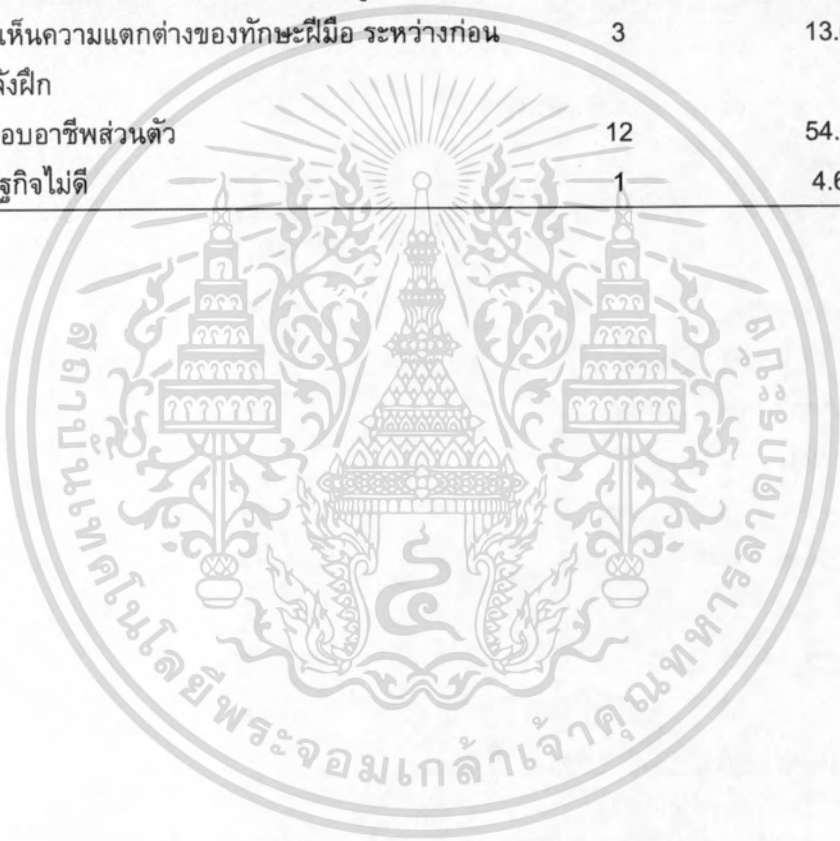 เห็นความแตกต่างของทักษะฝีมือ ระหว่างก่อน 3 13.
ังฝึก
อบอาชีพส่วนตัว 12 54.
ฐกิจไม่ดี 1 4.6
สถาบันเทคโนโลยีพระจอมเกล้าเจ้าคุณทหารลาดกระบัง